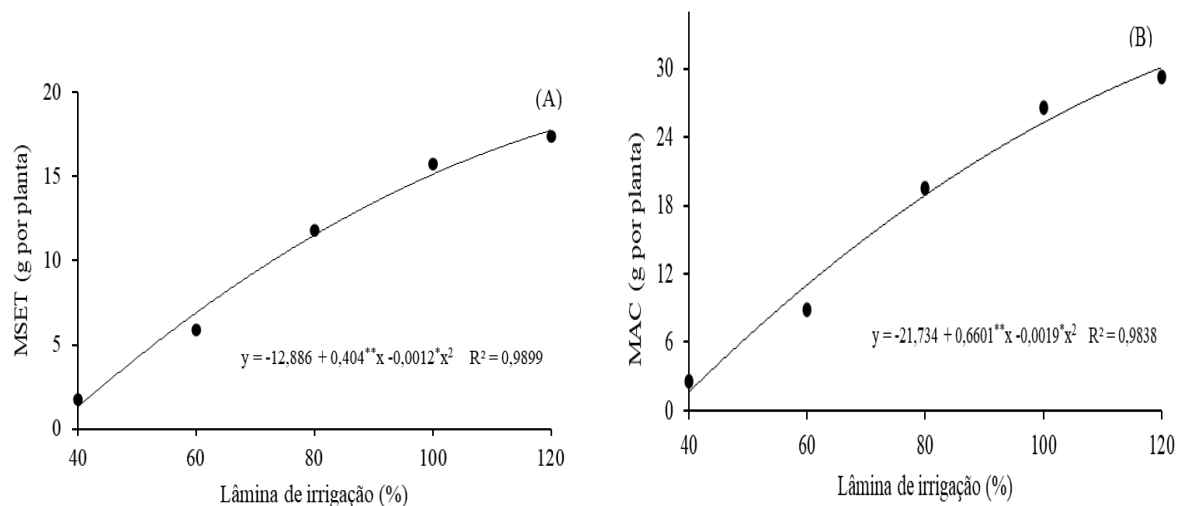 (A)
MSET (g por planta)
20
15
10
5
0
y = -12,886 + 0,404**x -0,0012*x² R² = 0,9899
40 60 80 100 120
Lâmina de irrigação (%)
(B)
MAC (g por planta)
30
24
18
12
6
0
y = -21,734 + 0,6601**x -0,0019*x² R² = 0,9838
40 60 80 100 120
Lâmina de irrigação (%)